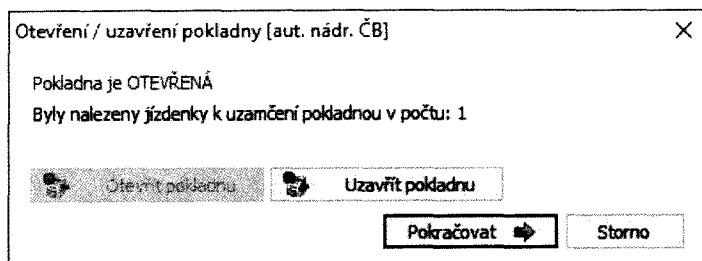 Otevření / uzavření pokladny [aut. nádr. ČB]
Pokladna je OTEVŘENÁ
Byly nalezeny jízdenky k uzamčení pokladnou v počtu: 1
Otevřít pokladnu
Uzavřít pokladnu
Pokračovat
Storno